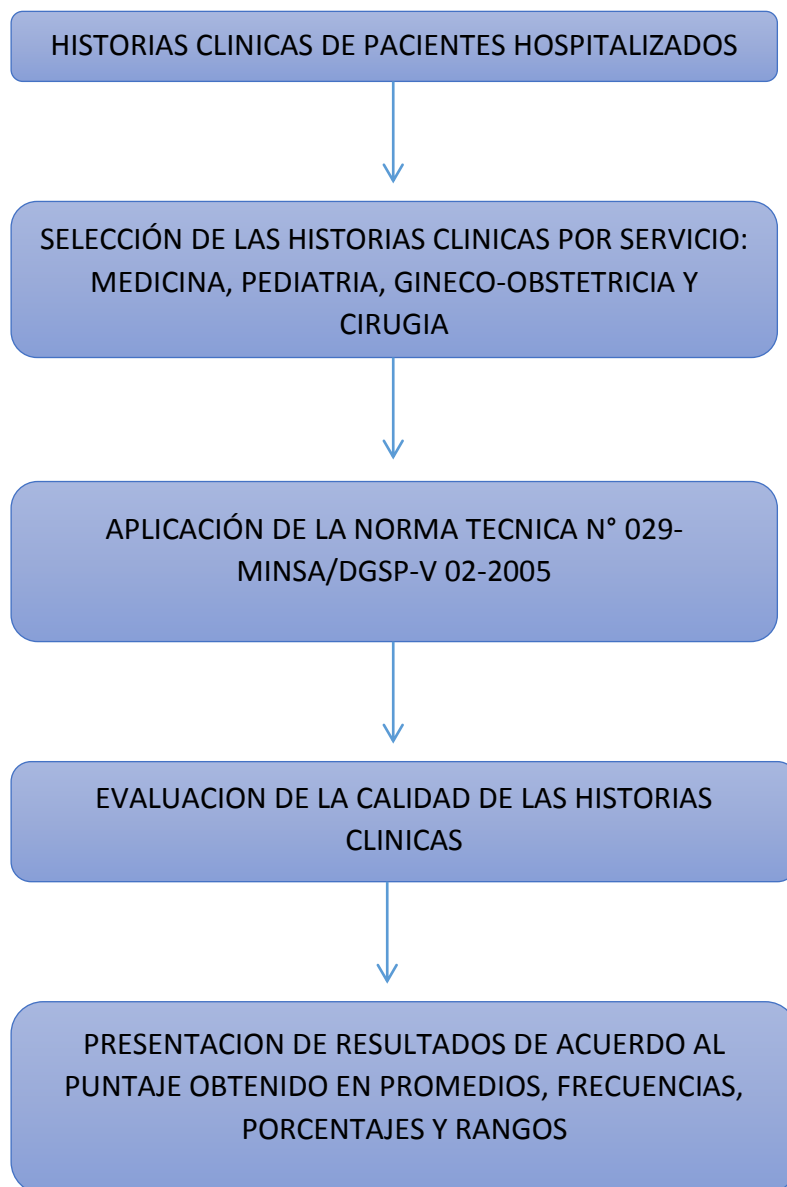 HISTORIAS CLINICAS DE PACIENTES HOSPITALIZADOS
SELECCIÓN DE LAS HISTORIAS CLINICAS POR SERVICIO:
MEDICINA, PEDIATRIA, GINECO-OBSTETRICIA Y
CIRUGIA
APLICACIÓN DE LA NORMA TECNICA N° 029-
MINSA/DGSP-V 02-2005
EVALUACION DE LA CALIDAD DE LAS HISTORIAS
CLINICAS
PRESENTACION DE RESULTADOS DE ACUERDO AL
PUNTAJE OBTENIDO EN PROMEDIOS, FRECUENCIAS,
PORCENTAJES Y RANGOS